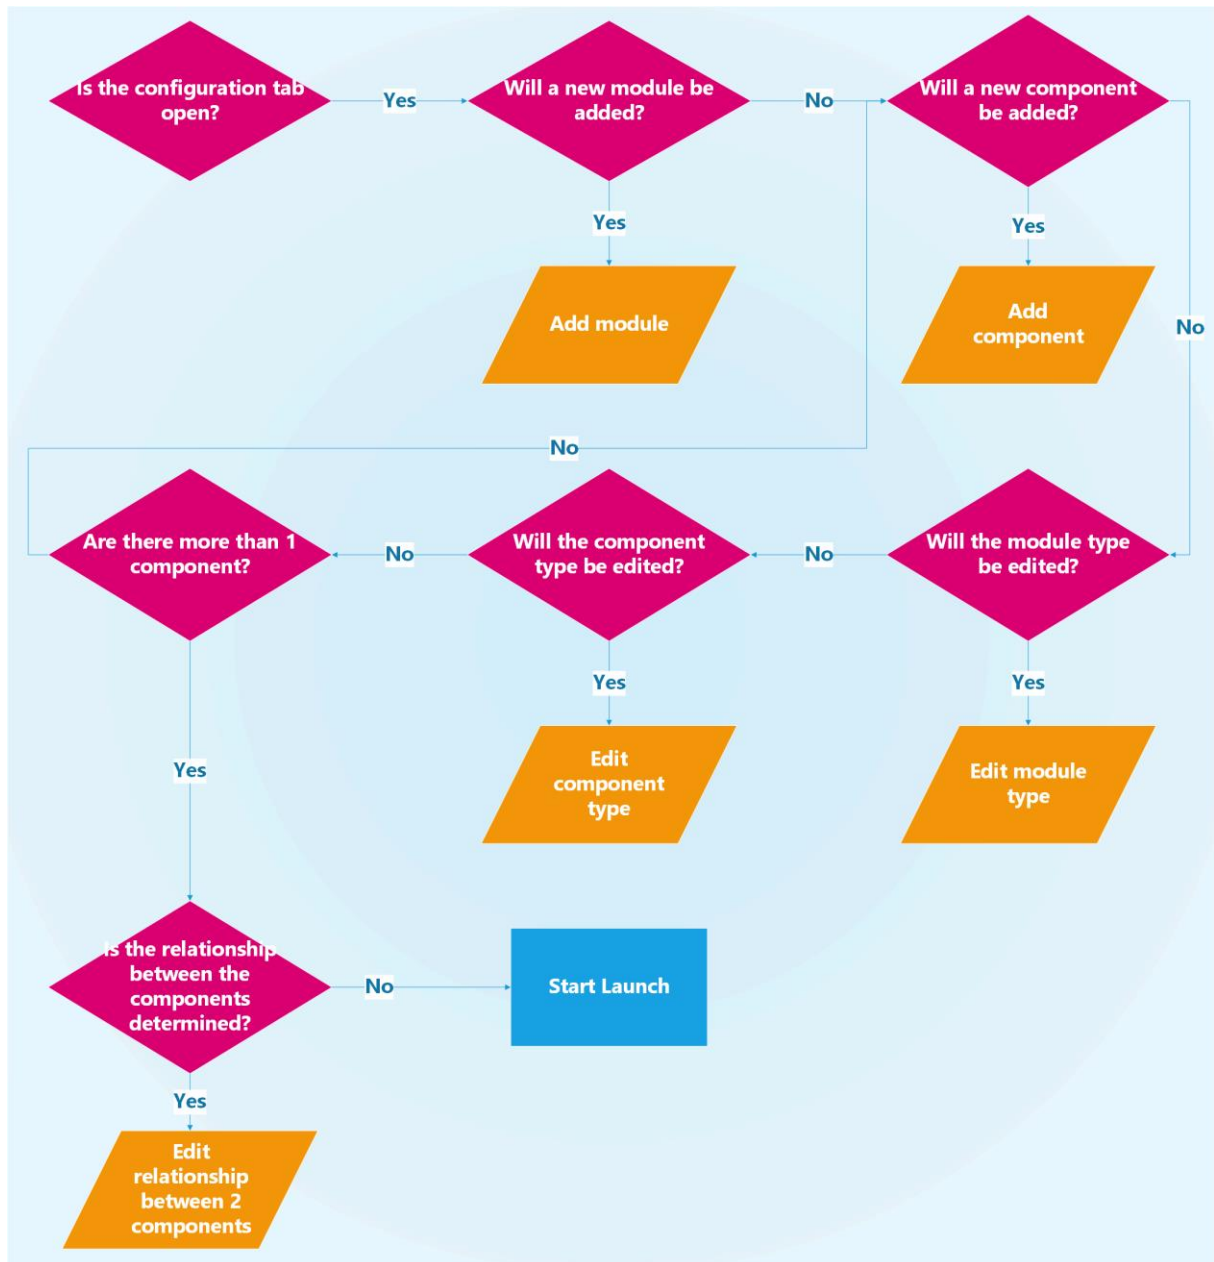 Is the configuration tab
open?
Yes
Will a new module be
added?
No
Will a new component
be added?
Yes
Yes
Add module
Add
component
No
No
Are there more than 1
component?
No
Will the component
type be edited?
No
Will the module type
be edited?
Yes
Yes
Yes
Edit
component
type
Edit module
type
Is the relationship
between the
components
determined?
No
Start Launch
Yes
Edit
relationship
between 2
components